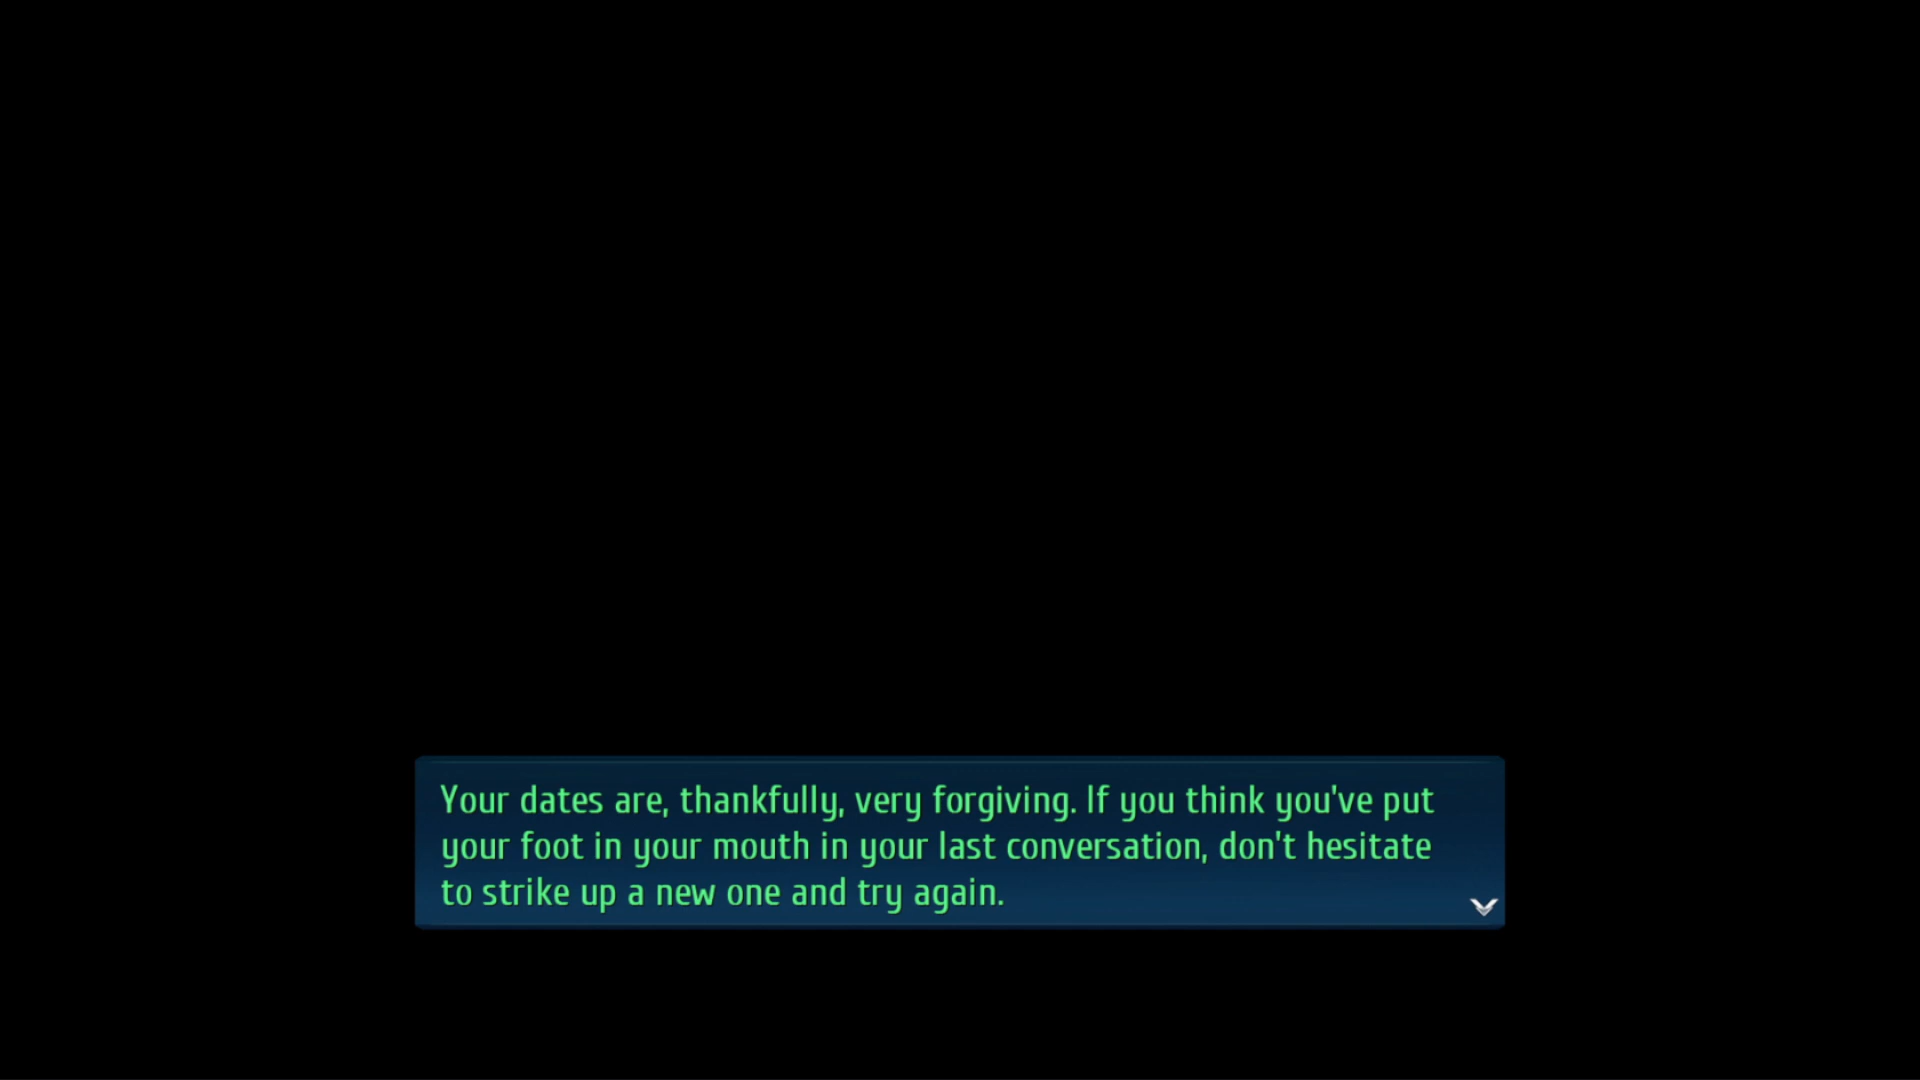 Your dates are, thankfully, very forgiving. If you think you've put
your foot in your mouth in your last conversation, don't hesitate
to strike up a new one and try again.